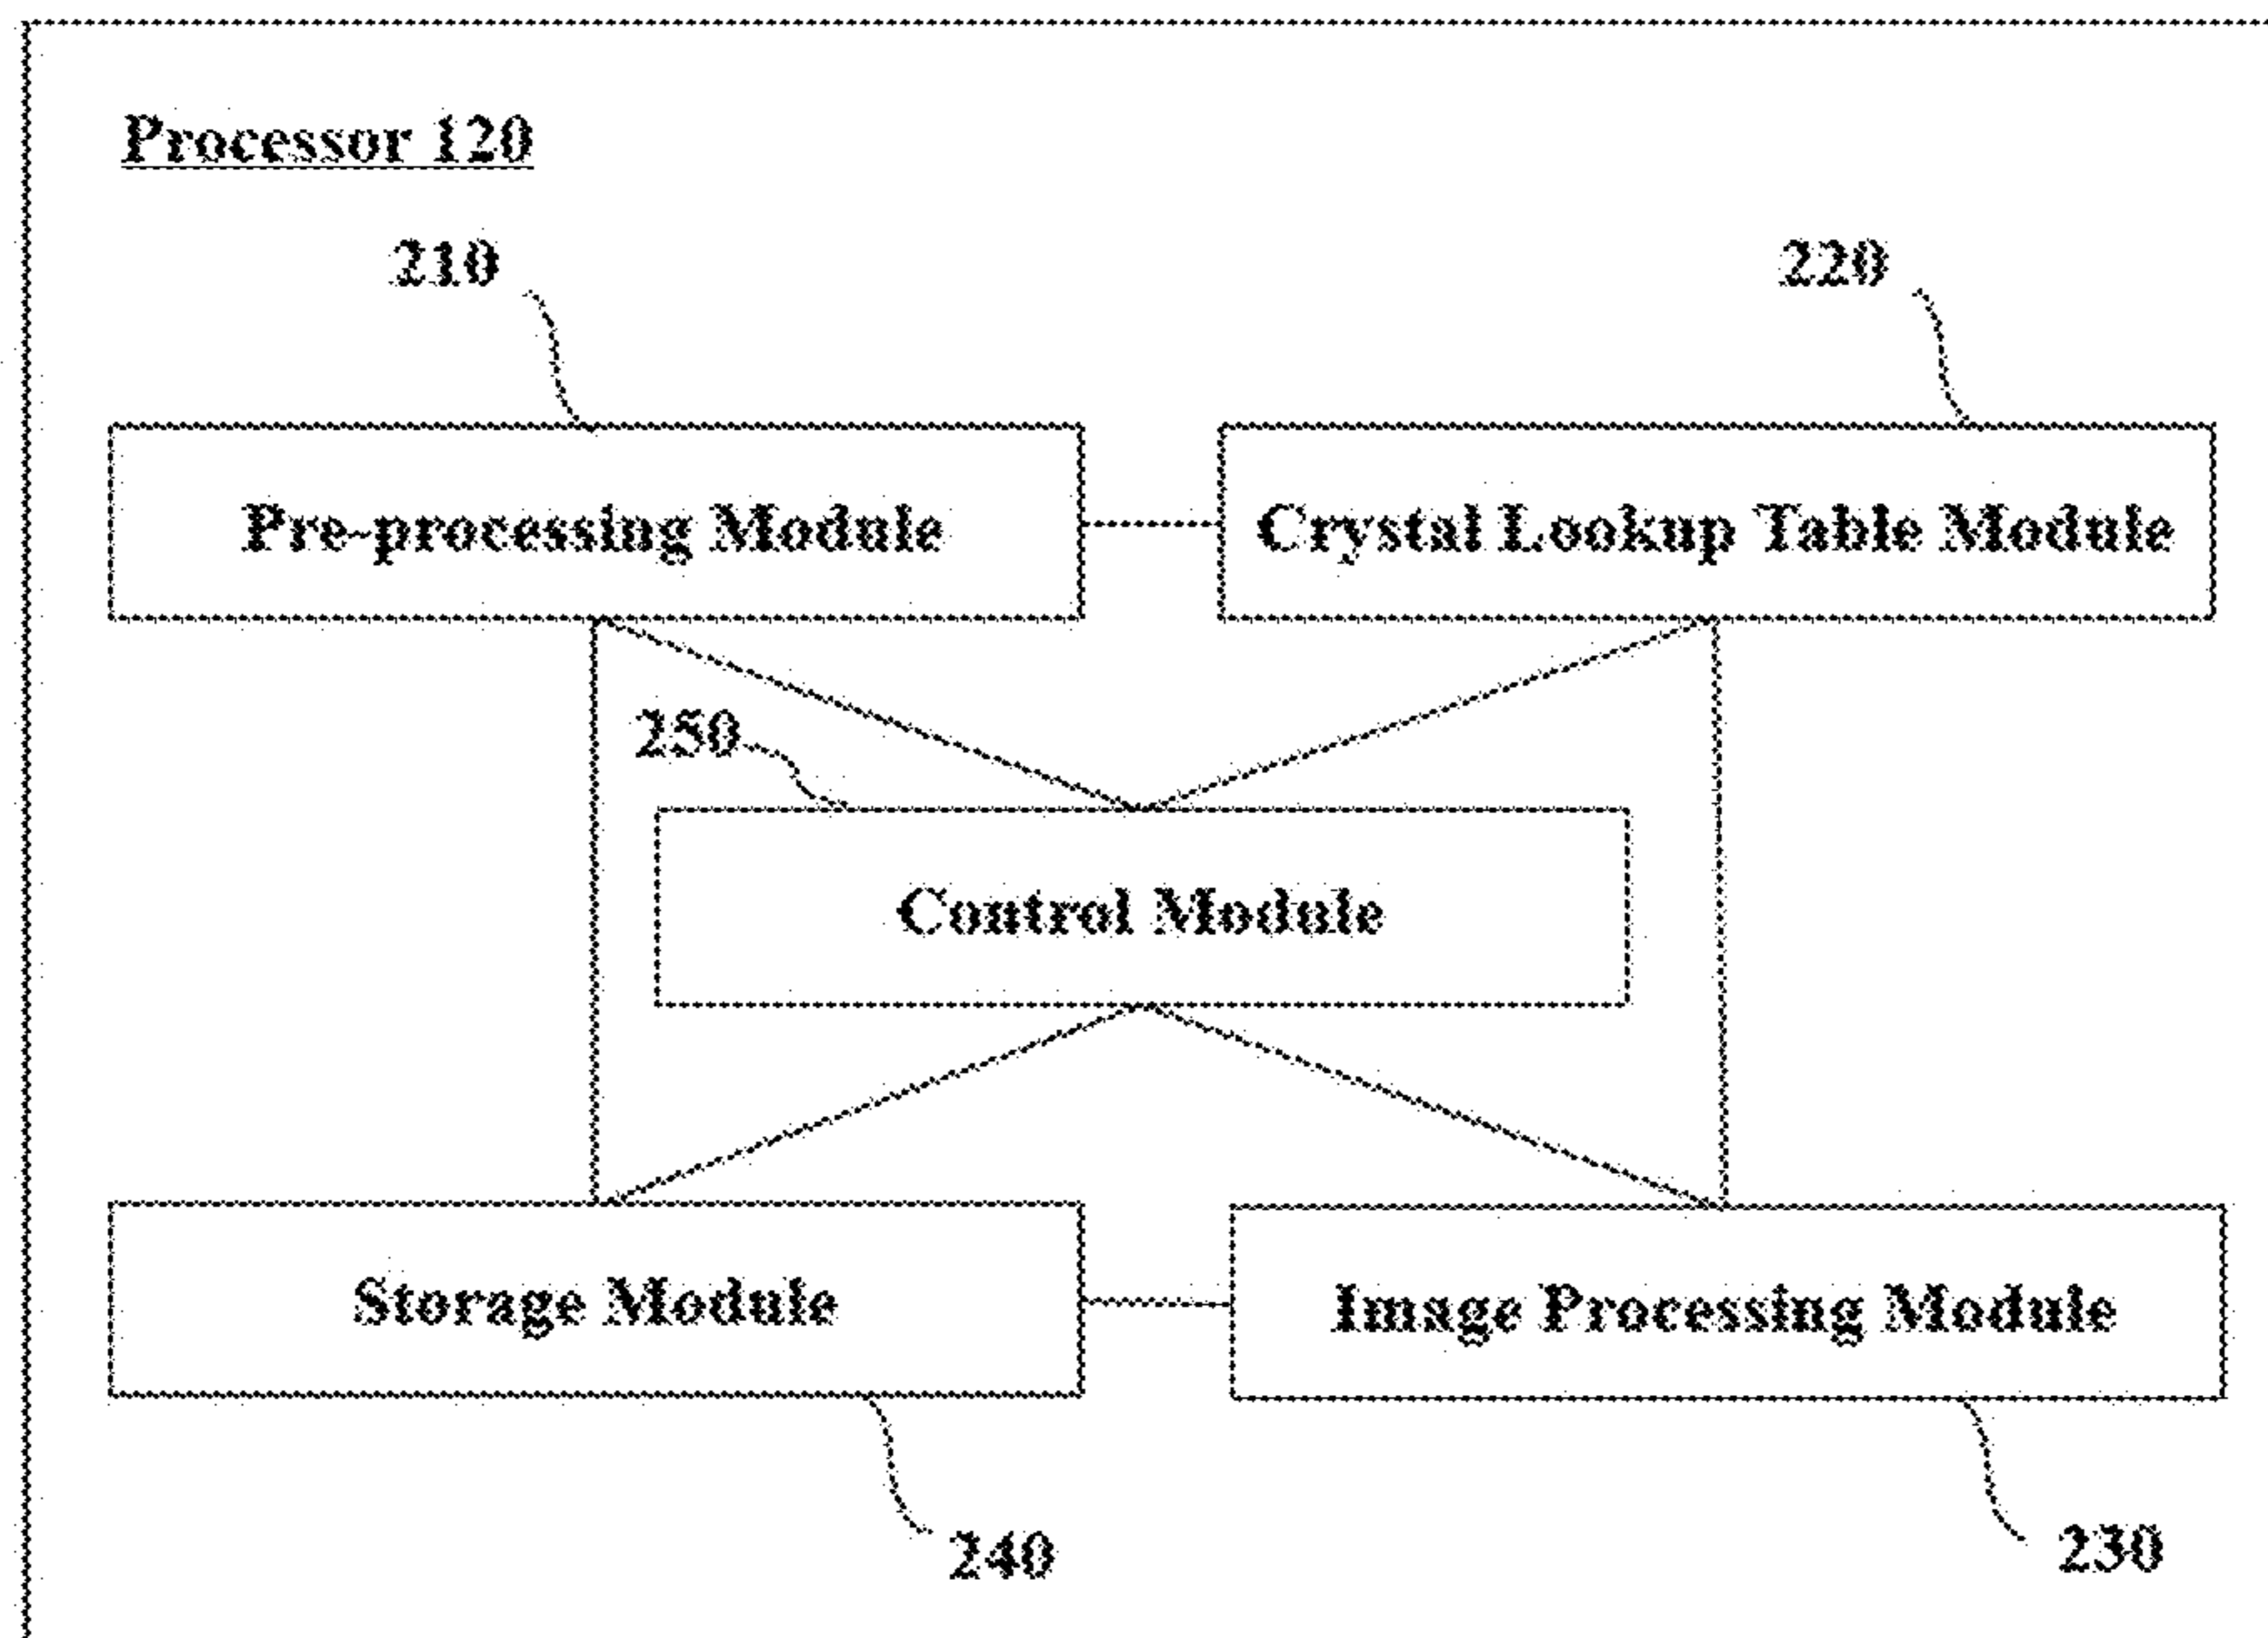 Processor 120
210
220
Pre-processing Module
Crystal Lookup Table Module
250
Control Module
Storage Module
Image Processing Module
240
230